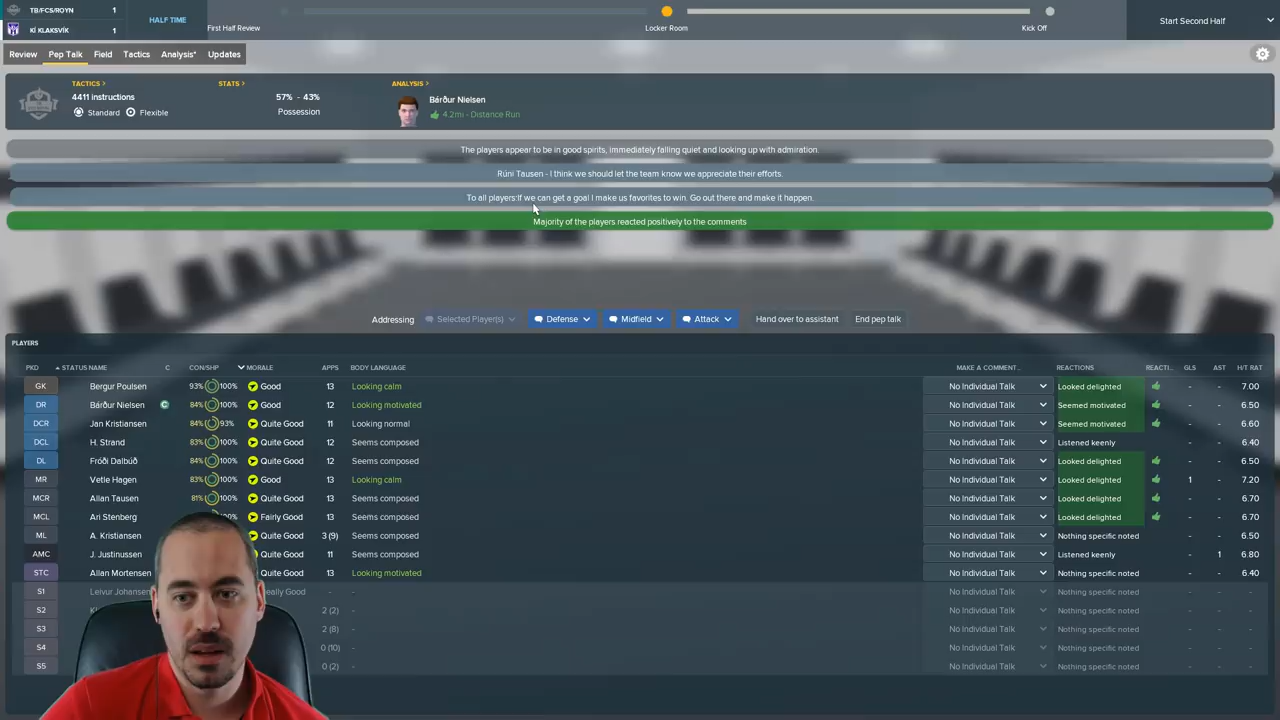 TB/FCS/ROYN 1
KÍ KLAKSVÍK 1
HALF TIME
First Half Review
Locker Room
Kick Off
Start Second Half
Review Pep Talk Field Tactics Analysis* Updates
TACTICS > STATS > ANALYSIS >
4411 instructions 57% - 43% Bárður Nielsen
Standard Flexible Possession 4.2mi - Distance Run
The players appear to be in good spirits, immediately falling quiet and looking up with admiration.
Rúni Tausen - I think we should let the team know we appreciate their efforts.
To all players:If we can get a goal I make us favorites to win. Go out there and make it happen.
Majority of the players reacted positively to the comments
Addressing Selected Player(s) Defense Midfield Attack Hand over to assistant End pep talk
PLAYERS
PKD STATUS NAME C CON/SHP MORALE APPS BODY LANGUAGE MAKE A COMMENT... REACTIONS REACTI... GLS AST H/T RAT
GK Bergur Poulsen 93% 100% Good 13 Looking calm No Individual Talk Looked delighted - - 7.00
DR Bárður Nielsen C 84% 100% Good 12 Looking motivated No Individual Talk Seemed motivated - - 6.50
DCR Jan Kristiansen 84% 93% Quite Good 11 Looking normal No Individual Talk Seemed motivated - - 6.60
DCL H. Strand 83% 100% Quite Good 12 Seems composed No Individual Talk Listened keenly - - 6.40
DL Fróði Dalbúð 84% 100% Quite Good 12 Seems composed No Individual Talk Looked delighted - - 6.50
MR Vetle Hagen 83% 100% Good 13 Looking calm No Individual Talk Looked delighted 1 - 7.20
MCR Allan Tausen 81% 100% Quite Good 13 Seems composed No Individual Talk Looked delighted - - 6.70
MCL Ari Stenberg 100% Fairly Good 13 Seems composed No Individual Talk Looked delighted - - 6.70
ML A. Kristiansen Quite Good 3 (9) Seems composed No Individual Talk Nothing specific noted - - 6.50
AMC J. Justinussen Quite Good 11 Seems composed No Individual Talk Listened keenly - 1 6.80
STC Allan Mortensen Quite Good 13 Looking motivated No Individual Talk Nothing specific noted - - 6.40
S1 Leivur Johansen Really Good - - No Individual Talk Nothing specific noted - - -
S2 2 (2) - No Individual Talk Nothing specific noted - - -
S3 2 (8) - No Individual Talk Nothing specific noted - - -
S4 0 (10) - No Individual Talk Nothing specific noted - - -
S5 0 (2) - No Individual Talk Nothing specific noted - - -